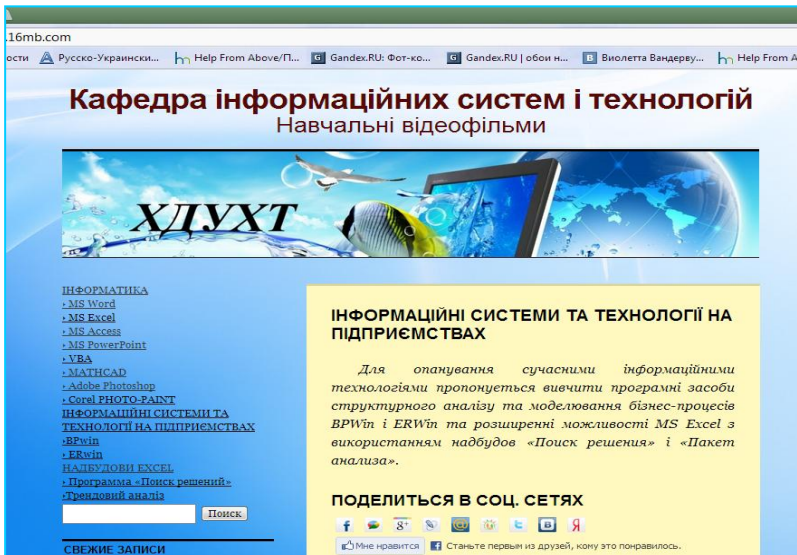 .16mb.com
ости Русско-Украински... Help From Above/П... Gandex.RU: Фот-ко... Gandex.RU | обои н... Виолетта Вандерву... Help From A
Кафедра інформаційних систем і технологій
Навчальні відеофільми
ХДУХТ
ІНФОРМАТИКА
› MS Word
› MS Excel
› MS Access
› MS PowerPoint
› VBA
› MATHCAD
› Adobe Photoshop
› Corel PHOTO-PAINT
ІНФОРМАЦІЙНІ СИСТЕМИ ТА
ТЕХНОЛОГІЇ НА ПІДПРИЄМСТВАХ
›BPwin
› ERwin
НАДБУДОВИ EXCEL
› Программа «Поиск решений»
›Трендовий аналіз
Поиск
СВЕЖИЕ ЗАПИСИ
ІНФОРМАЦІЙНІ СИСТЕМИ ТА ТЕХНОЛОГІЇ НА
ПІДПРИЄМСТВАХ
Для опанування сучасними інформаційними
технологіями пропонується вивчити програмні засоби
структурного аналізу та моделювання бізнес-процесів
BPWin і ERWin та розширенні можливості MS Excel з
використанням надбудов «Поиск решения» і «Пакет
анализа».
ПОДЕЛИТЬСЯ В СОЦ. СЕТЯХ
Мне нравится Станьте первым из друзей, кому это понравилось.